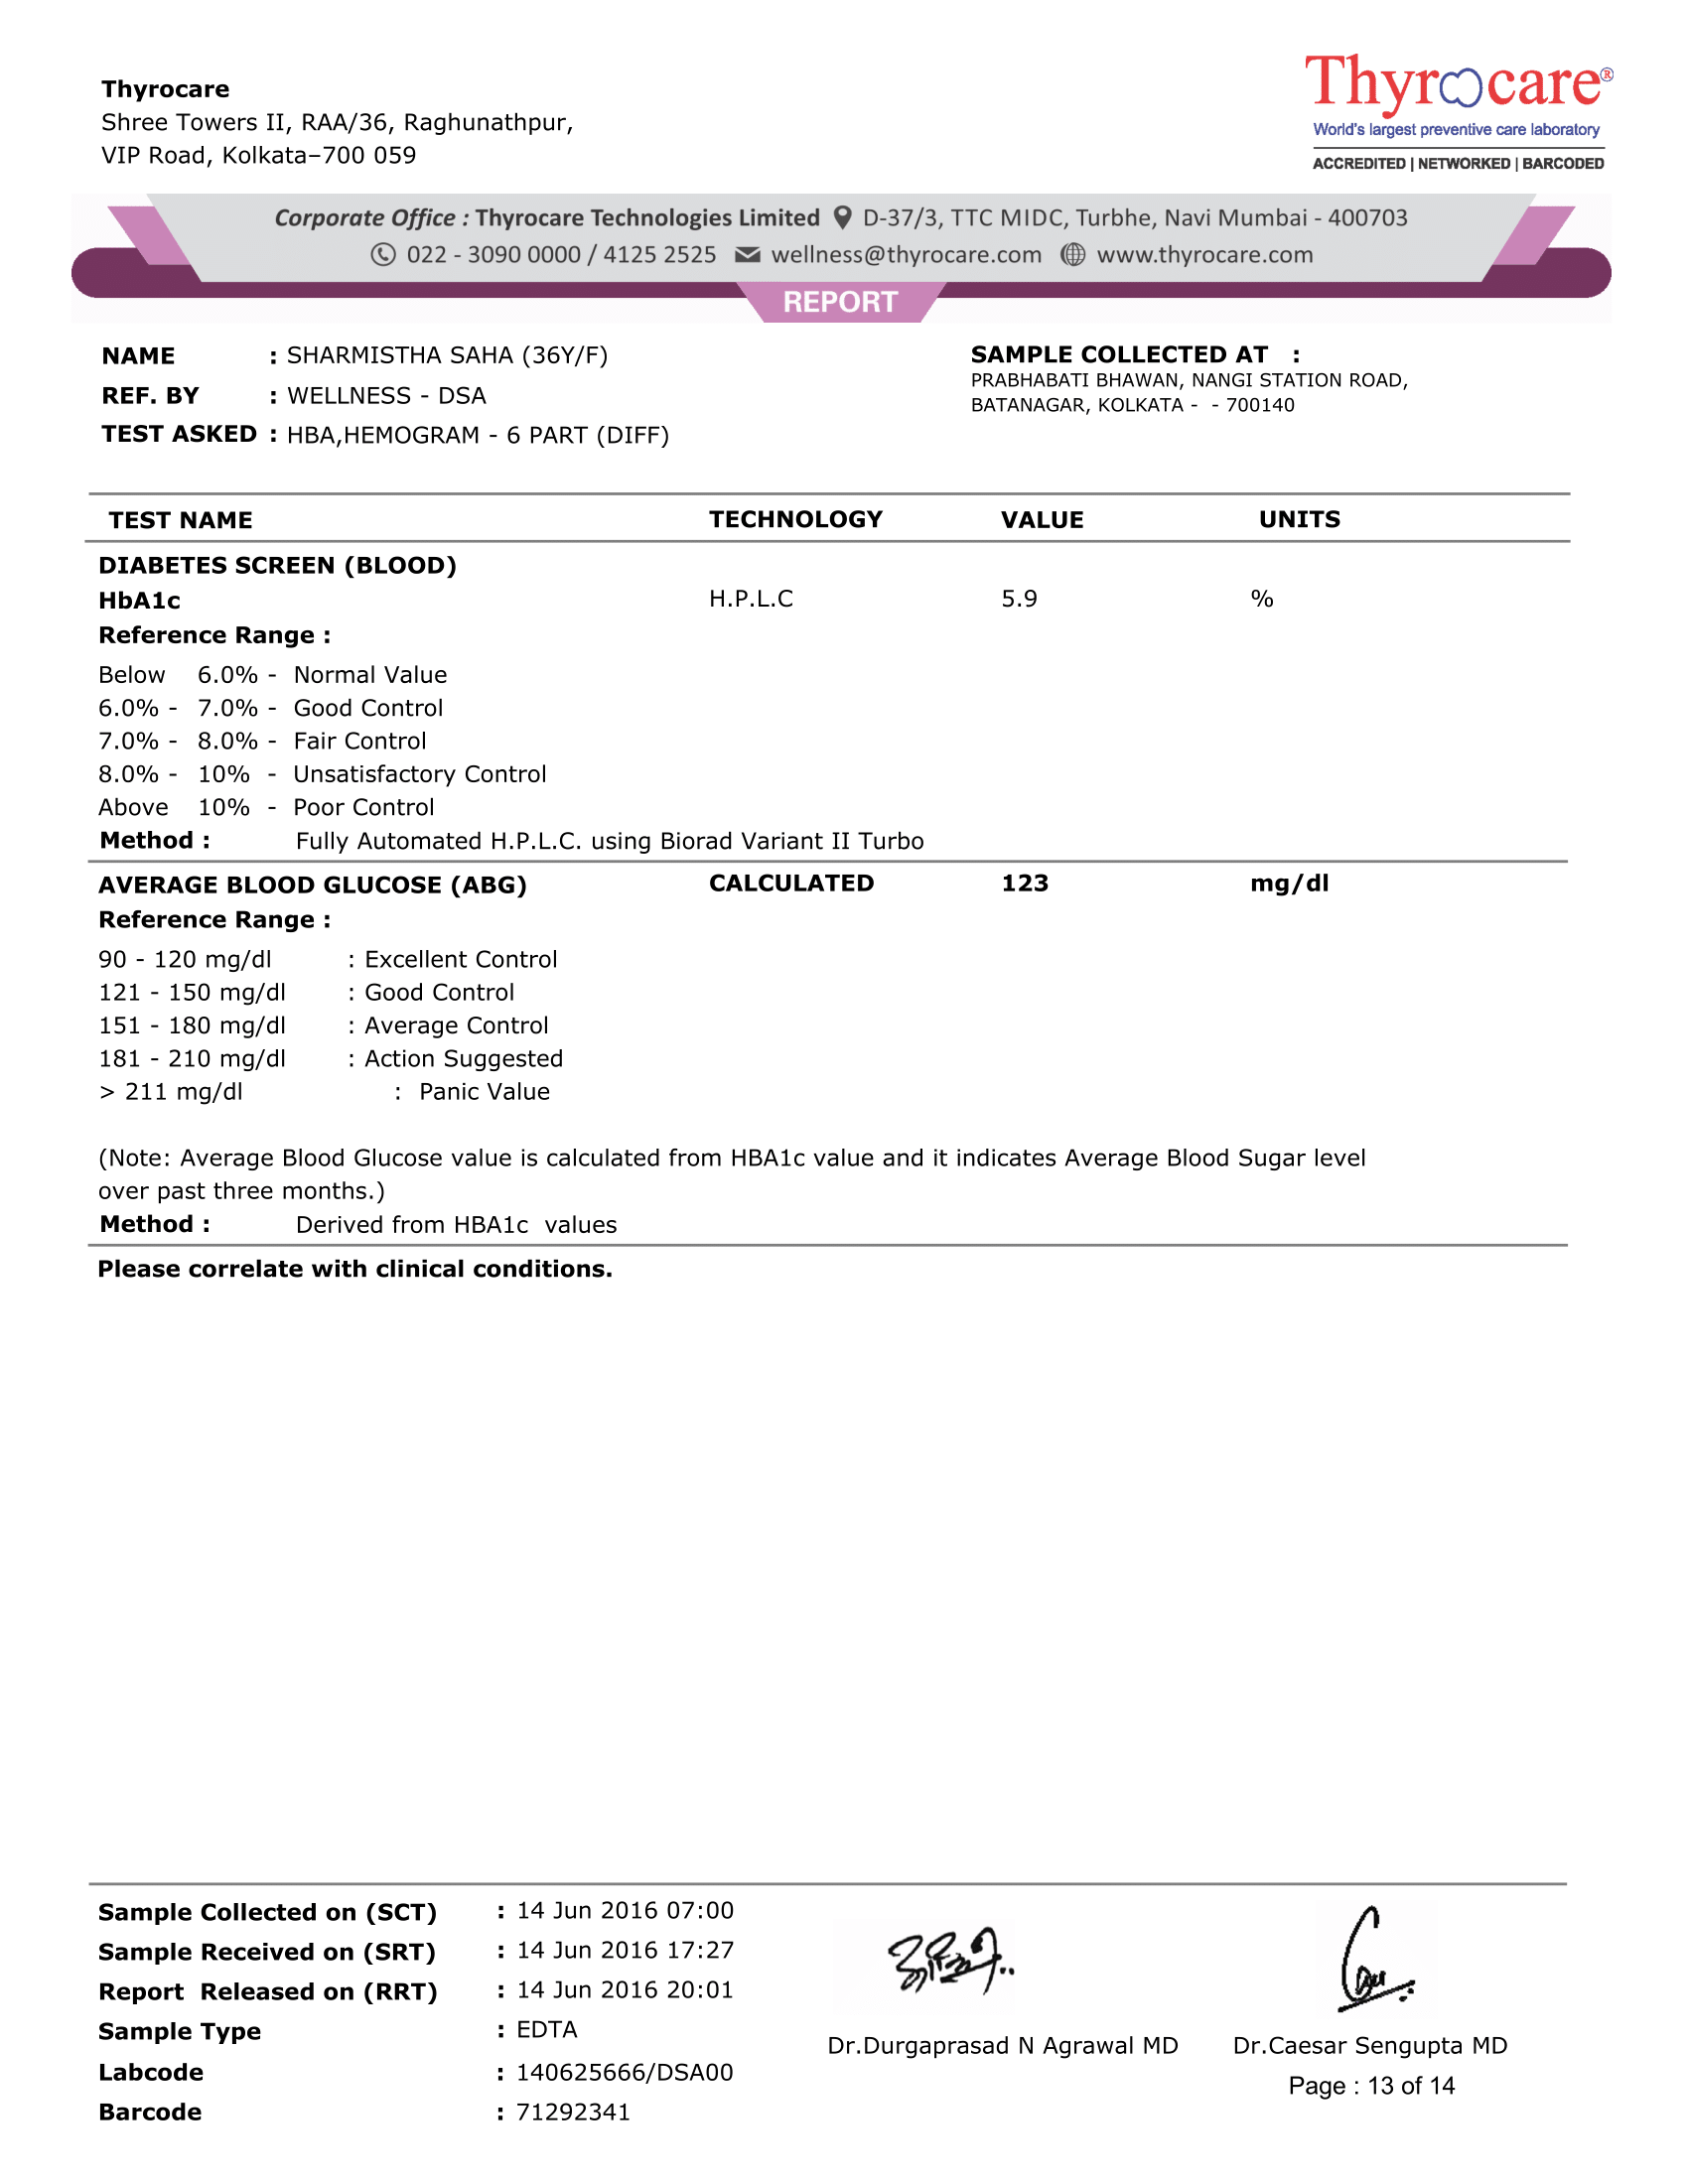 Thyrocare
Shree Towers II, RAA/36, Raghunathpur,
VIP Road, Kolkata–700 059
Thyrocare®
World's largest preventive care laboratory
ACCREDITED | NETWORKED | BARCODED
Corporate Office : Thyrocare Technologies Limited D-37/3, TTC MIDC, Turbhe, Navi Mumbai - 400703
022 - 3090 0000 / 4125 2525 wellness@thyrocare.com www.thyrocare.com
REPORT
NAME : SHARMISTHA SAHA (36Y/F)
REF. BY : WELLNESS - DSA
TEST ASKED : HBA,HEMOGRAM - 6 PART (DIFF)
SAMPLE COLLECTED AT :
PRABHABATI BHAWAN, NANGI STATION ROAD,
BATANAGAR, KOLKATA - - 700140
TEST NAME TECHNOLOGY VALUE UNITS
DIABETES SCREEN (BLOOD)
HbA1c H.P.L.C 5.9 %
Reference Range :
Below 6.0% - Normal Value
6.0% - 7.0% - Good Control
7.0% - 8.0% - Fair Control
8.0% - 10% - Unsatisfactory Control
Above 10% - Poor Control
Method : Fully Automated H.P.L.C. using Biorad Variant II Turbo
AVERAGE BLOOD GLUCOSE (ABG) CALCULATED 123 mg/dl
Reference Range :
90 - 120 mg/dl : Excellent Control
121 - 150 mg/dl : Good Control
151 - 180 mg/dl : Average Control
181 - 210 mg/dl : Action Suggested
> 211 mg/dl : Panic Value
(Note: Average Blood Glucose value is calculated from HBA1c value and it indicates Average Blood Sugar level
over past three months.)
Method : Derived from HBA1c values
Please correlate with clinical conditions.
Sample Collected on (SCT) : 14 Jun 2016 07:00
Sample Received on (SRT) : 14 Jun 2016 17:27
Report Released on (RRT) : 14 Jun 2016 20:01
Sample Type : EDTA
Labcode : 140625666/DSA00
Barcode : 71292341
Dr.Durgaprasad N Agrawal MD
Dr.Caesar Sengupta MD
Page : 13 of 14